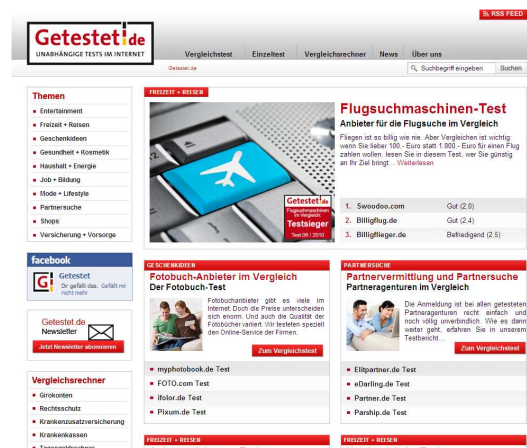 RSS FEED
Getestet!de
UNABHÄNGIGE TESTS IM INTERNET
Vergleichstest Einzeltest Vergleichsrechner News Über uns
Getestet.de
Suchbegriff eingeben Suchen
Themen
Entertainment
Freizeit + Reisen
Geschenkideen
Gesundheit + Kosmetik
Haushalt + Energie
Job + Bildung
Mode + Lifestyle
Partnersuche
Shops
Versicherung + Vorsorge
facebook
G!
Getestet
Dir gefällt das. Gefällt mir
nicht mehr
Getestet.de
Newsletter
Jetzt Newsletter abonnieren
Vergleichsrechner
Girokonten
Rechtsschutz
Krankenzusatzversicherung
Krankenkassen
Tagesgeldrechner
FREIZEIT + REISEN
Getestet!de
Flugsuchmaschinen
im Vergleich:
Testsieger
Test 08 / 2010
Flugsuchmaschinen-Test
Anbieter für die Flugsuche im Vergleich
Fliegen ist so billig wie nie. Aber Vergleichen ist wichtig:
wenn Sie lieber 100,- Euro statt 1.800,- Euro für einen Flug
zahlen wollen, lesen Sie in diesem Test, wer Sie günstig
an Ihr Ziel bringt... Weiterlesen
1. Swoodoo.com Gut (2,0)
2. Billigflug.de Gut (2,4)
3. Billigflieger.de Befriedigend (2,5)
GESCHENKIDEEN
Fotobuch-Anbieter im Vergleich
Der Fotobuch-Test
Fotobuchanbieter gibt es viele im
Internet. Doch die Preise unterscheiden
sich enorm. Und auch die Qualität der
Fotobücher variiert. Wir testeten speziell
den Online-Service der Firmen.
Zum Vergleichstest
myphotobook.de Test
FOTO.com Test
ifolor.de Test
Pixum.de Test
PARTNERSUCHE
Partnervermittlung und Partnersuche
Partneragenturen im Vergleich
Die Anmeldung ist bei allen getesteten
Partneragenturen recht einfach und
noch völlig unverbindlich. Wie es dann
weiter geht, erfahren Sie in unserem
Testbericht...
Zum Vergleichstest
Elitpartner.de Test
eDarling.de Test
Partner.de Test
Parship.de Test
FREIZEIT + REISEN
FREIZEIT + REISEN